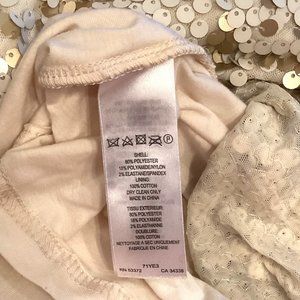 SHELL:
80% POLYESTER
18% POLYAMIDE/NYLON
2% ELASTANE/SPANDEX
LINING:
100% COTTON
DRY CLEAN ONLY
MADE IN CHINA
TISSU EXTERIEUR:
80% POLYESTER
18% POLYAMIDE
2% ELASTHANNE
DOUBLURE:
100% COTON
NETTOYAGE A SEC UNIQUEMENT
FABRIQUE EN CHINE
71YE3
RN 53372 CA 34338